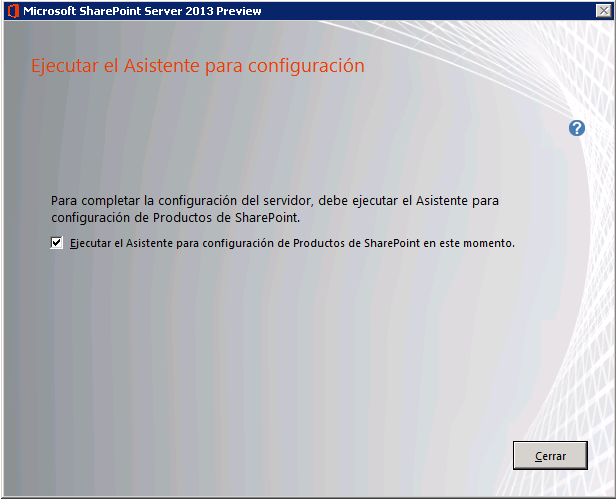 Microsoft SharePoint Server 2013 Preview
Ejecutar el Asistente para configuración
?
Para completar la configuración del servidor, debe ejecutar el Asistente para
configuración de Productos de SharePoint.
Ejecutar el Asistente para configuración de Productos de SharePoint en este momento.
Cerrar